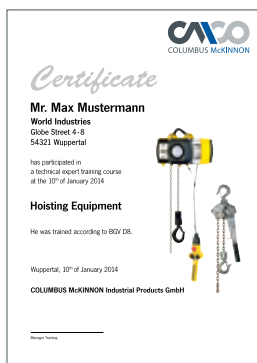 CMCO
COLUMBUS McKINNON
Certificate
Mr. Max Mustermann
World Industries
Globe Street 4-8
54321 Wuppertal
has participated in
a technical expert training course
at the 10th of January 2014
Hoisting Equipment
He was trained according to BGV D8.
Wuppertal, 10th of January 2014
COLUMBUS McKINNON Industrial Products GmbH
Manager Training